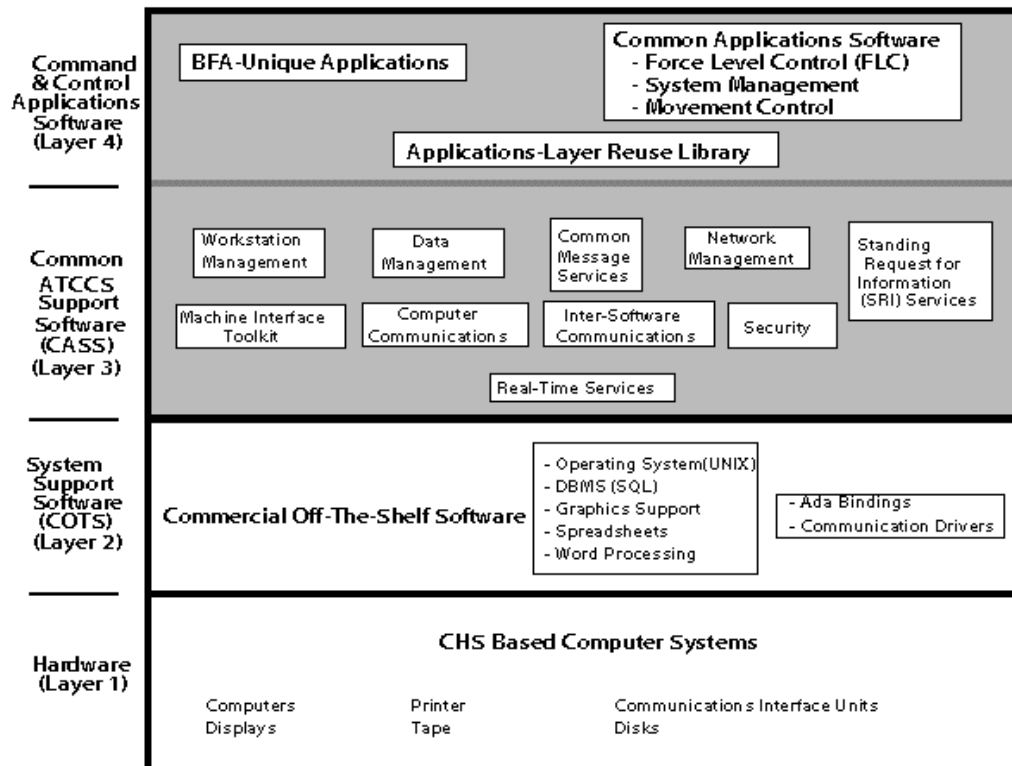 Command
& Control
Applications
Software
(Layer 4)
BFA-Unique Applications
Common Applications Software
- Force Level Control (FLC)
- System Management
- Movement Control
Applications-Layer Reuse Library
Common
ATCCS
Support
Software
(CASS)
(Layer 3)
Workstation
Management
Data
Management
Common
Message
Services
Network
Management
Standing
Request for
Information
(SRI) Services
Machine Interface
Toolkit
Computer
Communications
Inter-Software
Communications
Security
Real-Time Services
System
Support
Software
(COTS)
(Layer 2)
Commercial Off-The-Shelf Software
- Operating System(UNIX)
- DBMS (SQL)
- Graphics Support
- Spreadsheets
- Word Processing
- Ada Bindings
- Communication Drivers
Hardware
(Layer 1)
CHS Based Computer Systems
Computers
Displays
Printer
Tape
Communications Interface Units
Disks